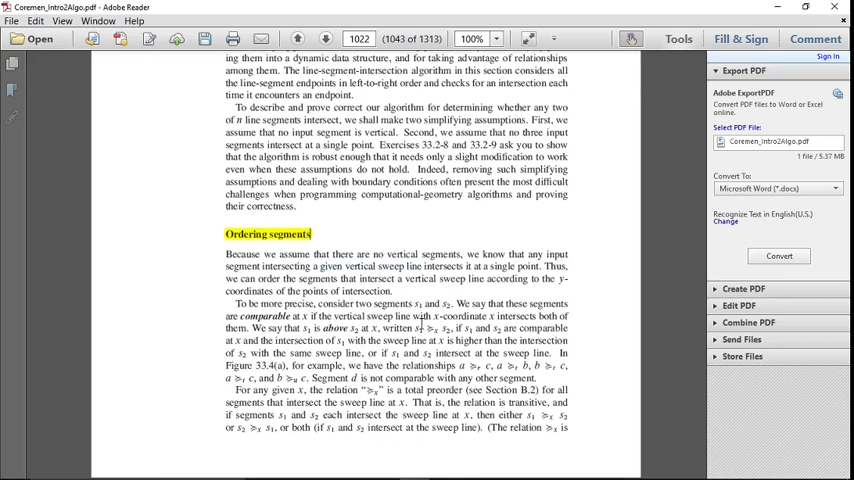 Coremen_Intro2Algo.pdf - Adobe Reader
File Edit View Window Help
Open 1022 (1043 of 1313) 100% Tools Fill & Sign Comment
Sign In
ing them into a dynamic data structure, and for taking advantage of relationships
among them. The line-segment-intersection algorithm in this section considers all
the line-segment endpoints in left-to-right order and checks for an intersection each
time it encounters an endpoint.
To describe and prove correct our algorithm for determining whether any two
of n line segments intersect, we shall make two simplifying assumptions. First, we
assume that no input segment is vertical. Second, we assume that no three input
segments intersect at a single point. Exercises 33.2-8 and 33.2-9 ask you to show
that the algorithm is robust enough that it needs only a slight modification to work
even when these assumptions do not hold. Indeed, removing such simplifying
assumptions and dealing with boundary conditions often present the most difficult
challenges when programming computational-geometry algorithms and proving
their correctness.
Ordering segments
Because we assume that there are no vertical segments, we know that any input
segment intersecting a given vertical sweep line intersects it at a single point. Thus,
we can order the segments that intersect a vertical sweep line according to the y-
coordinates of the points of intersection.
To be more precise, consider two segments s₁ and s₂. We say that these segments
are comparable at x if the vertical sweep line with x-coordinate x intersects both of
them. We say that s₁ is above s₂ at x, written s₁ ≽ₓ s₂, if s₁ and s₂ are comparable
at x and the intersection of s₁ with the sweep line at x is higher than the intersection
of s₂ with the same sweep line, or if s₁ and s₂ intersect at the sweep line. In
Figure 33.4(a), for example, we have the relationships a ≽ᵣ c, a ≽ₜ b, b ≽ₜ c,
a ≽ₜ c, and b ≽ᵤ c. Segment d is not comparable with any other segment.
For any given x, the relation “≽ₓ” is a total preorder (see Section B.2) for all
segments that intersect the sweep line at x. That is, the relation is transitive, and
if segments s₁ and s₂ each intersect the sweep line at x, then either s₁ ≽ₓ s₂
or s₂ ≽ₓ s₁, or both (if s₁ and s₂ intersect at the sweep line). (The relation ≽ₓ is
Export PDF
Adobe ExportPDF
Convert PDF files to Word or Excel
online.
Select PDF File:
Coremen_Intro2Algo.pdf
1 file / 5.37 MB
Convert To:
Microsoft Word (*.docx)
Recognize Text in English(U.S.)
Change
Convert
Create PDF
Edit PDF
Combine PDF
Send Files
Store Files